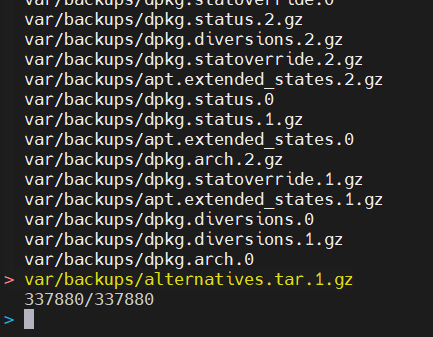 var/backups/dpkg.statoverride.0
var/backups/dpkg.status.2.gz
var/backups/dpkg.diversions.2.gz
var/backups/dpkg.statoverride.2.gz
var/backups/apt.extended_states.2.gz
var/backups/dpkg.status.0
var/backups/dpkg.status.1.gz
var/backups/apt.extended_states.0
var/backups/dpkg.arch.2.gz
var/backups/dpkg.statoverride.1.gz
var/backups/apt.extended_states.1.gz
var/backups/dpkg.diversions.0
var/backups/dpkg.diversions.1.gz
var/backups/dpkg.arch.0
> var/backups/alternatives.tar.1.gz
337880/337880
>